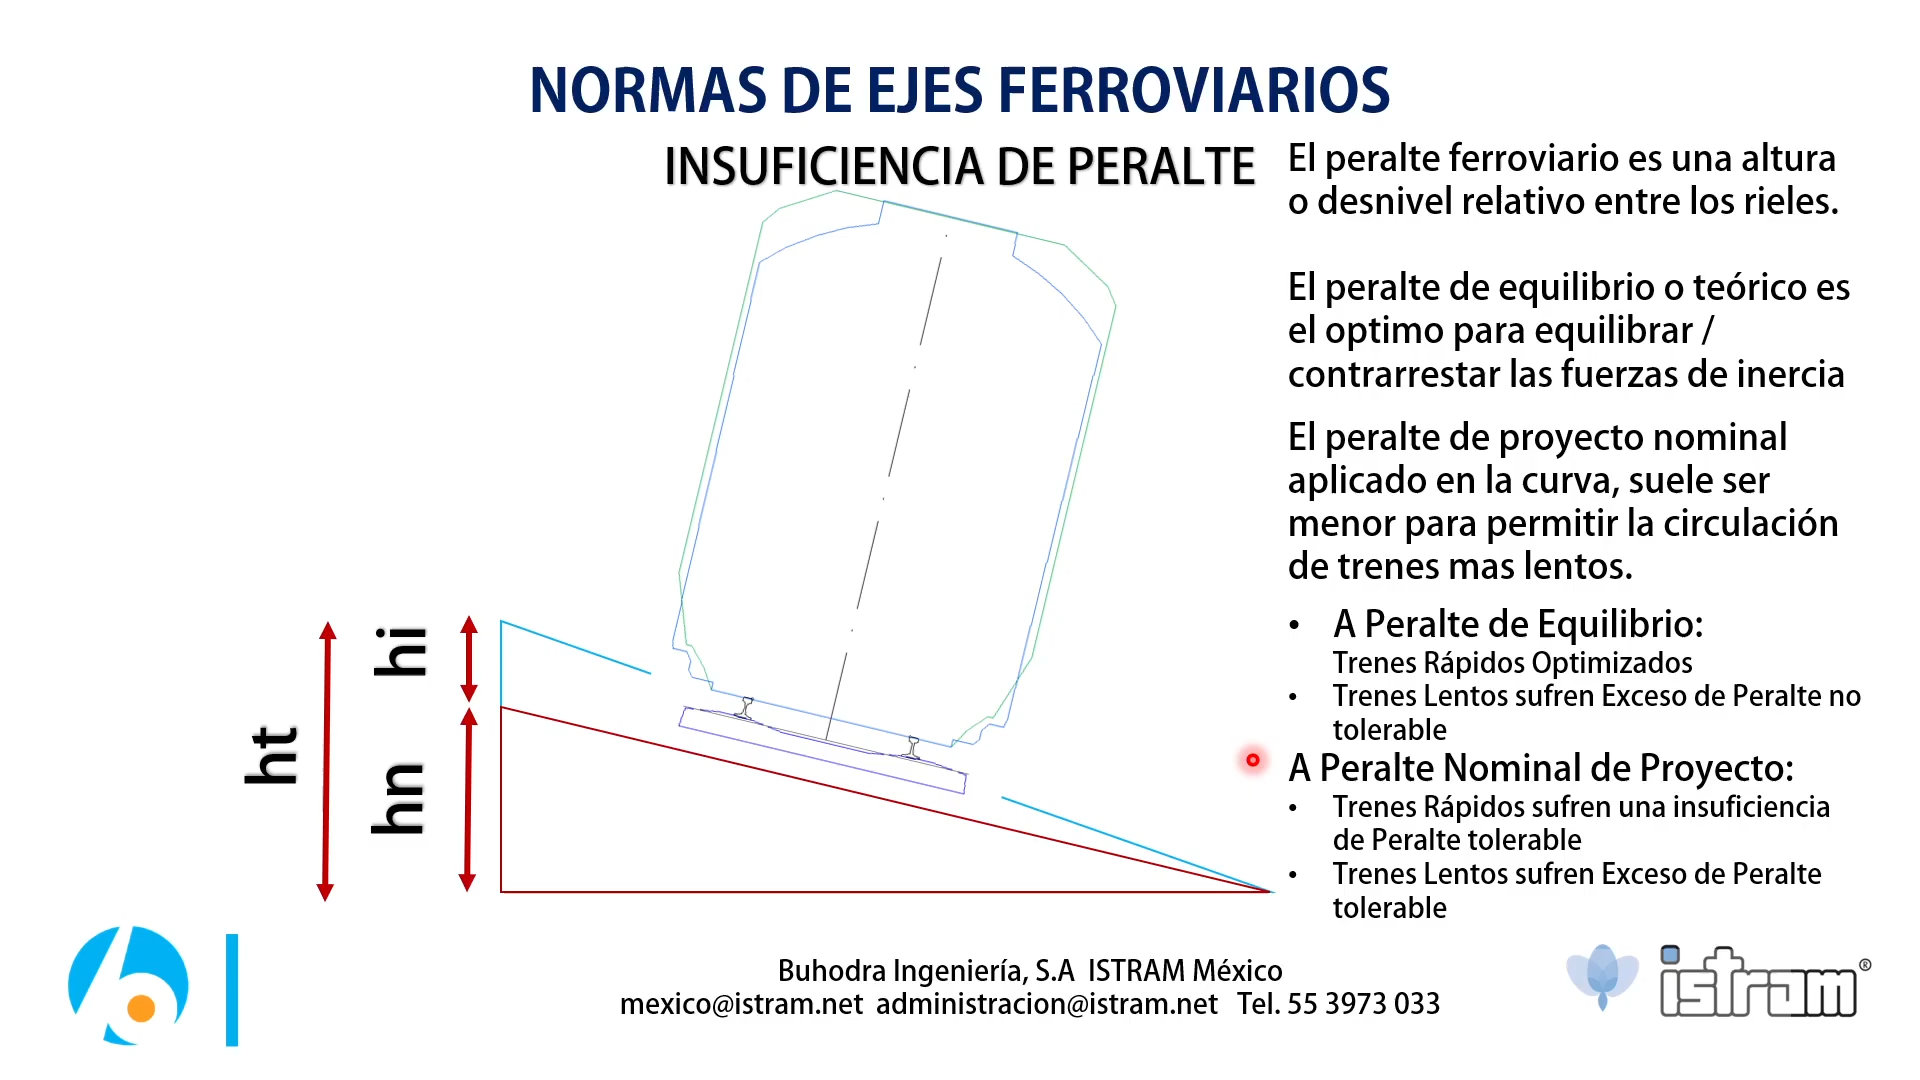 NORMAS DE EJES FERROVIARIOS
INSUFICIENCIA DE PERALTE
El peralte ferroviario es una altura
o desnivel relativo entre los rieles.
El peralte de equilibrio o teórico es
el optimo para equilibrar /
contrarrestar las fuerzas de inercia
El peralte de proyecto nominal
aplicado en la curva, suele ser
menor para permitir la circulación
de trenes mas lentos.
• A Peralte de Equilibrio:
Trenes Rápidos Optimizados
• Trenes Lentos sufren Exceso de Peralte no
tolerable
A Peralte Nominal de Proyecto:
• Trenes Rápidos sufren una insuficiencia
de Peralte tolerable
• Trenes Lentos sufren Exceso de Peralte
tolerable
hi
ht
hn
Buhodra Ingeniería, S.A ISTRAM México
mexico@istram.net administracion@istram.net Tel. 55 3973 033
b
istram®